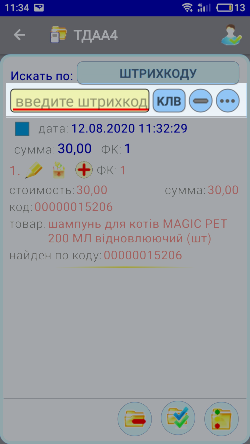 11:34
ТДАА4
Искать по: ШТРИХКОДУ
введите штрихкод КЛВ
дата: 12.08.2020 11:32:29
сумма: 30,00 ФК: 1
1. ФК: 1
стоимость:30,00 сумма: 30,00
код:00000015206
товар: шампунь для котів MAGIC PET
200 МЛ відновлюючий (шт)
найден по коду:00000015206